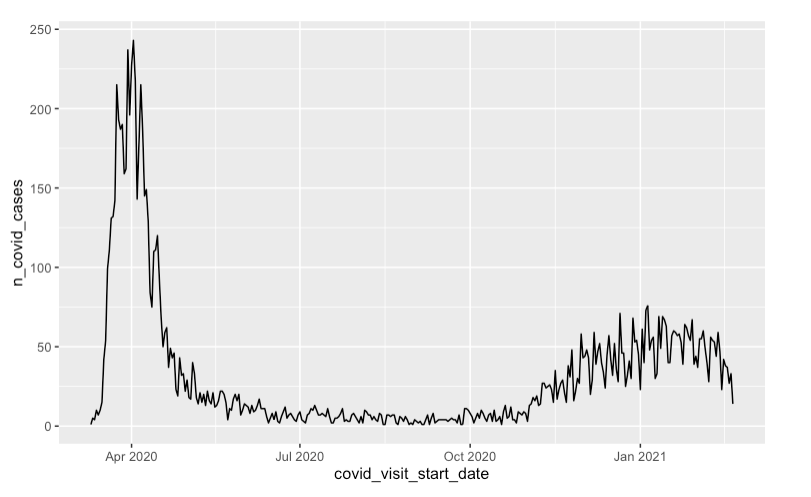 250
200
150
100
50
0
n_covid_cases
Apr 2020
Jul 2020
Oct 2020
Jan 2021
covid_visit_start_date